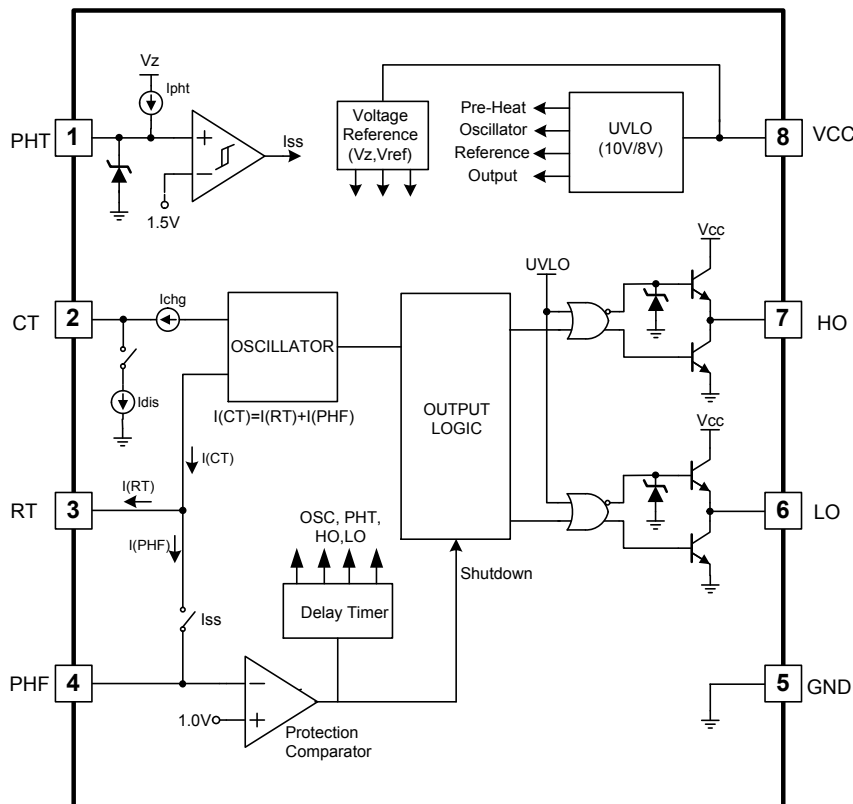 Vz
Ipht
PHT
1
+
−
Iss
1.5V
Voltage
Reference
(Vz,Vref)
Pre-Heat
Oscillator
Reference
Output
UVLO
(10V/8V)
8
VCC
CT
2
Ichg
Idis
OSCILLATOR
I(CT)=I(RT)+I(PHF)
I(CT)
OUTPUT
LOGIC
UVLO
Vcc
7
HO
RT
3
I(RT)
I(PHF)
Iss
OSC, PHT,
HO,LO
Delay Timer
Shutdown
Vcc
6
LO
PHF
4
−
1.0V
+
Protection
Comparator
5
GND